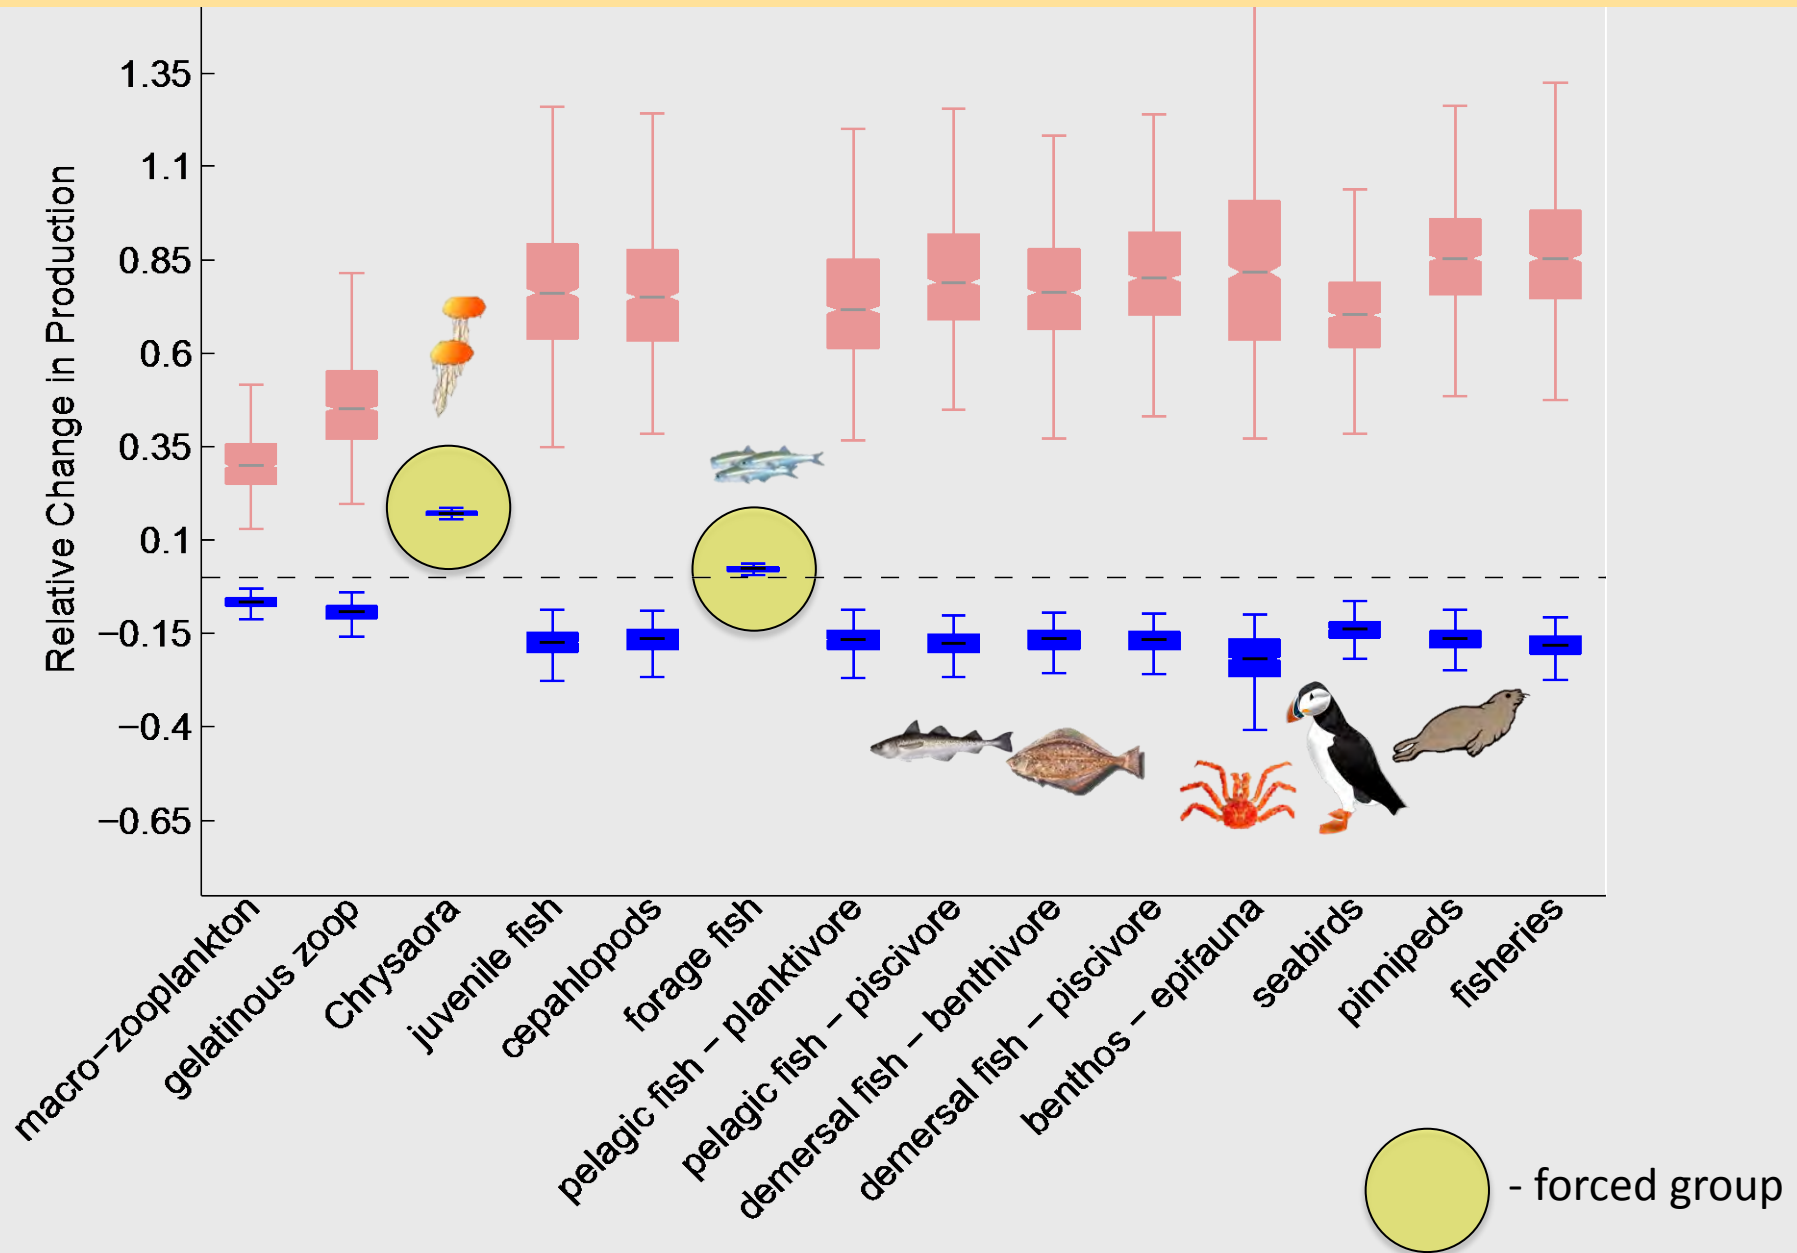 Relative Change in Production
1.35
1.1
0.85
0.6
0.35
0.1
−0.15
−0.4
−0.65
macro−zooplankton
gelatinous zoop
Chrysaora
juvenile fish
cepahlopods
forage fish
pelagic fish − planktivore
pelagic fish − piscivore
demersal fish − benthivore
demersal fish − piscivore
benthos − epifauna
seabirds
pinnipeds
fisheries
- forced group